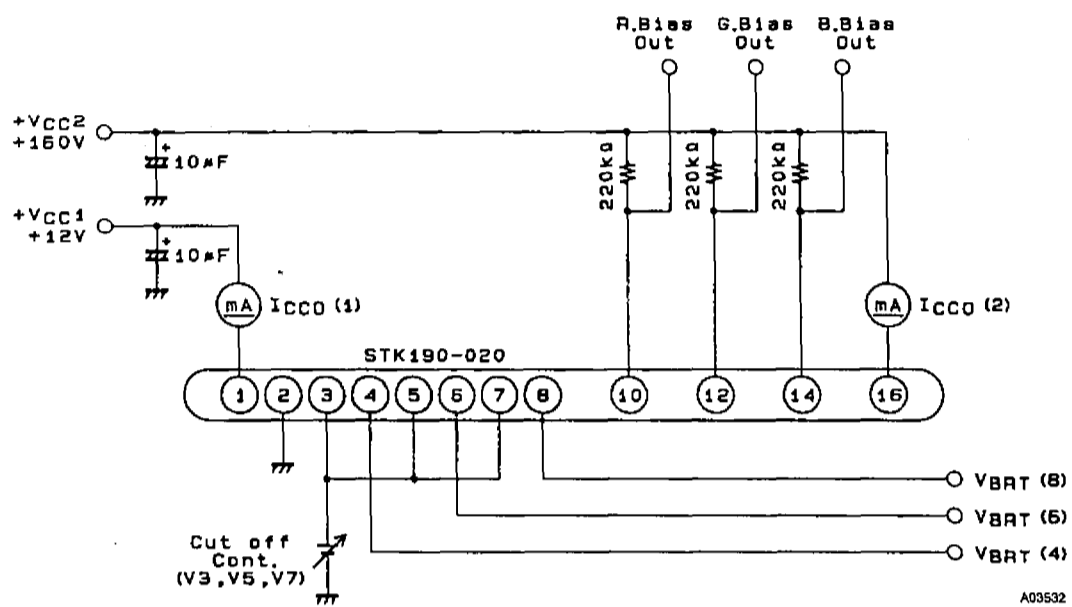 R.Bias Out
G.Bias Out
B.Bias Out
+VCC2
+160V
10µF
220kΩ
220kΩ
220kΩ
+VCC1
+12V
10µF
mA
ICCO (1)
mA
ICCO (2)
STK190-020
1 2 3 4 5 6 7 8 10 12 14 16
VBRT (8)
VBRT (6)
VBRT (4)
Cut off
Cont.
(V3,V5,V7)
A03532